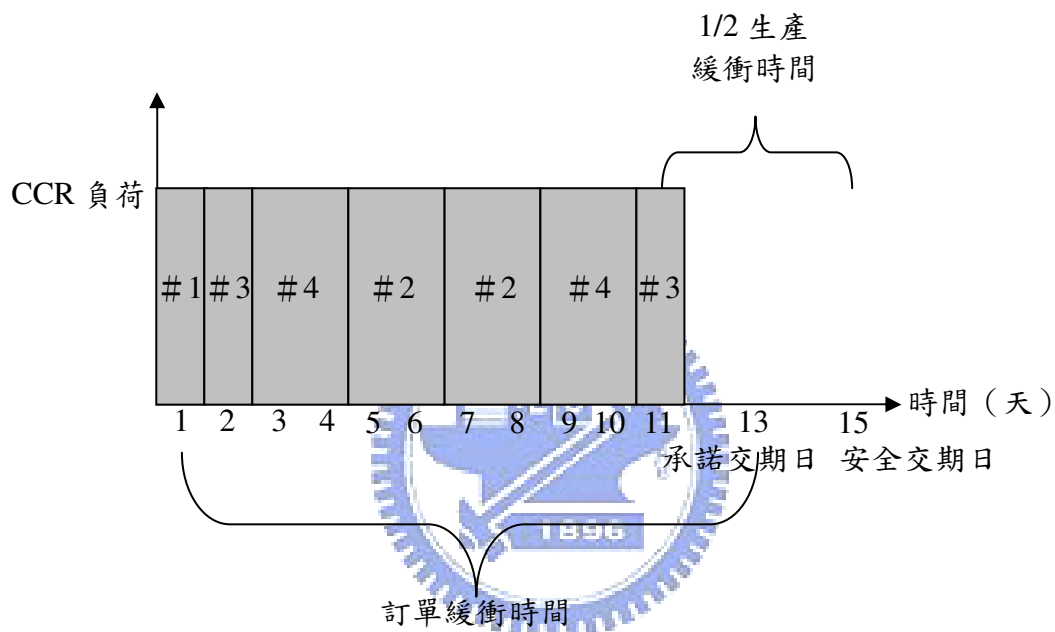 1/2 生產
緩衝時間
CCR 負荷
＃1 ＃3 ＃4 ＃2 ＃2 ＃4 ＃3
1 2 3 4 5 6 7 8 9 10 11 13 15 時間（天）
承諾交期日 安全交期日
1896
訂單緩衝時間